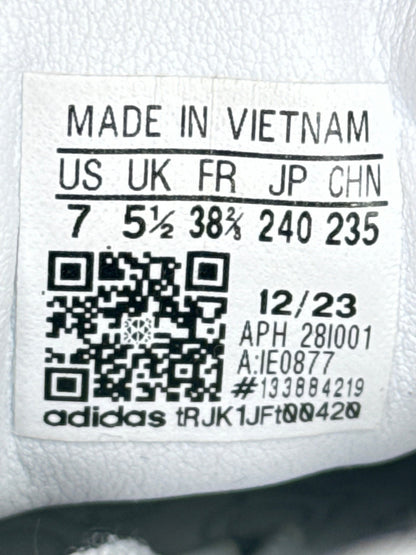 MADE IN VIETNAM
US UK FR JP CHN
7 5½ 38⅔ 240 235
12/23
APH 28I001
A:IE0877
#133884219
adidas tRJK1JFt00420